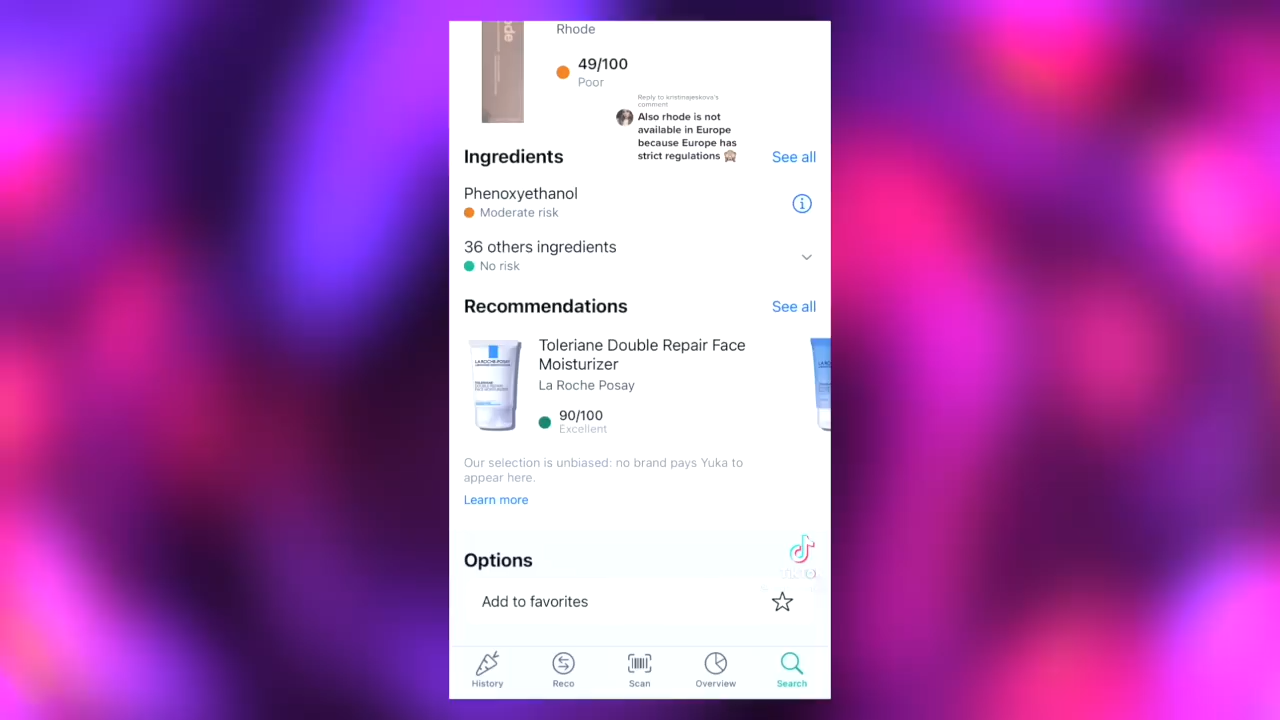 Rhode
49/100
Poor
Reply to kristinajeskova's
comment
Also rhode is not
available in Europe
because Europe has
strict regulations 🙈
Ingredients
See all
Phenoxyethanol
Moderate risk
36 others ingredients
No risk
Recommendations
See all
LA ROCHE-POSAY
Toleriane Double Repair Face
Moisturizer
La Roche Posay
90/100
Excellent
Our selection is unbiased: no brand pays Yuka to
appear here.
Learn more
Options
Add to favorites
History
Reco
Scan
Overview
Search